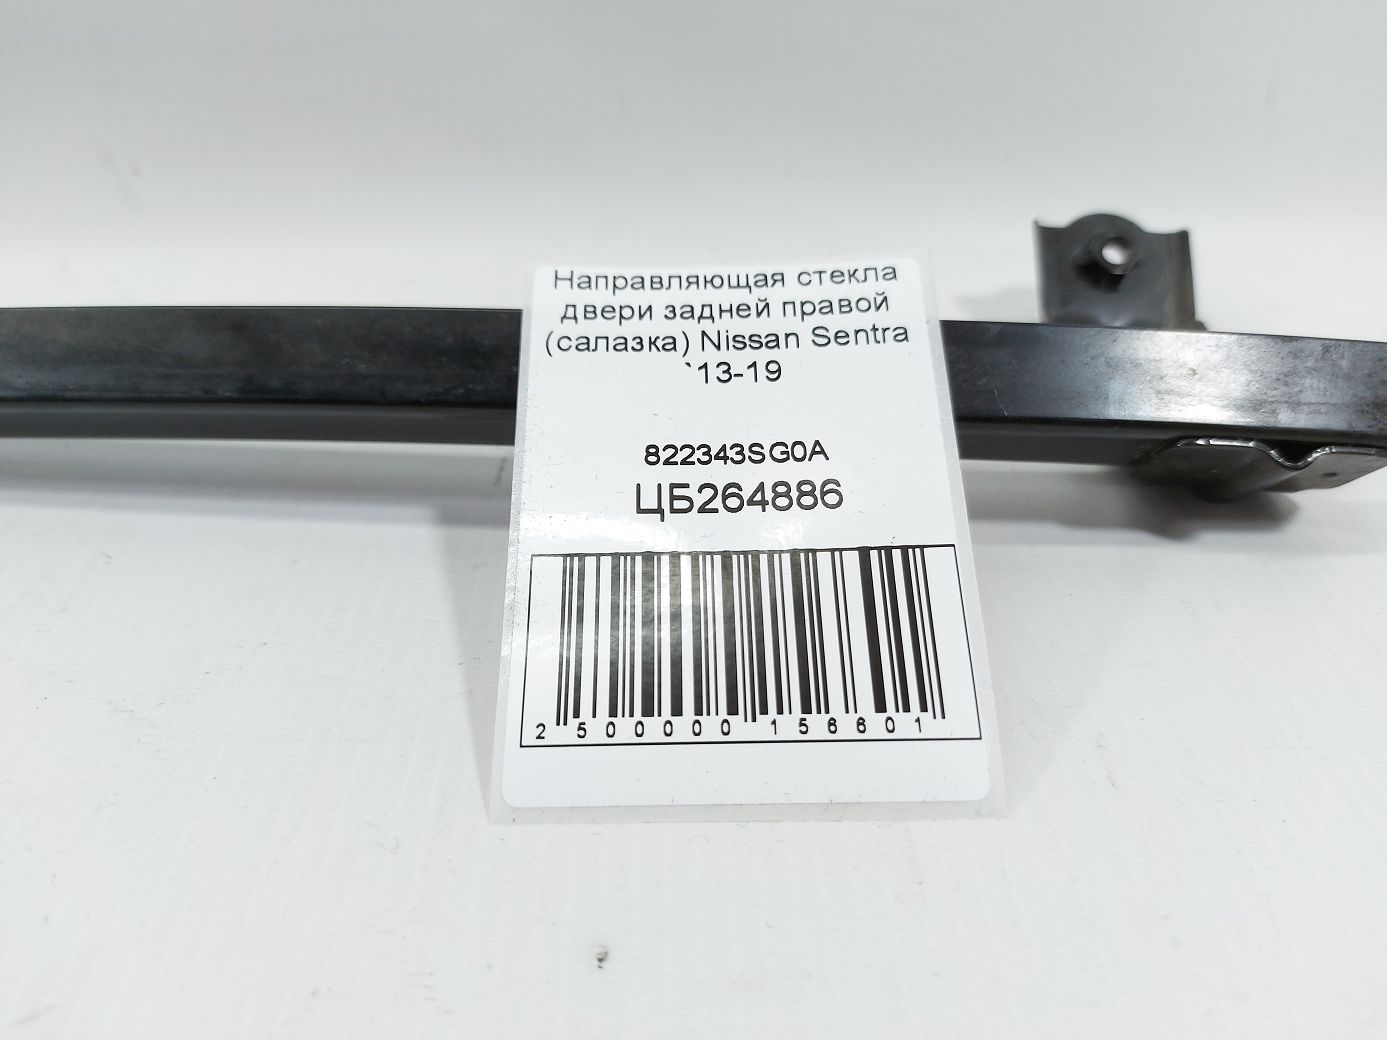 Направляющая стекла
двери задней правой
(салазка) Nissan Sentra
`13-19
822343SG0A
ЦБ264886
2 500000 156601